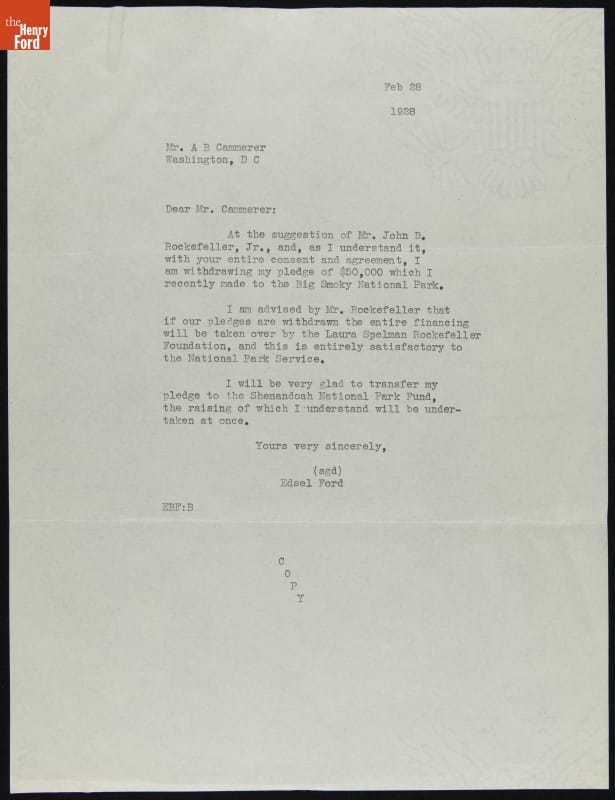 the
Henry
Ford
Feb 28
1928
Mr. A B Cammerer
Washington, D C
Dear Mr. Cammerer:
At the suggestion of Mr. John D.
Rockefeller, Jr., and, as I understand it,
with your entire consent and agreement, I
am withdrawing my pledge of $50,000 which I
recently made to the Big Smoky National Park.
I am advised by Mr. Rockefeller that
if our pledges are withdrawn the entire financing
will be taken over by the Laura Spelman Rockefeller
Foundation, and this is entirely satisfactory to
the National Park Service.
I will be very glad to transfer my
pledge to the Shenandoah National Park Fund,
the raising of which I understand will be under-
taken at once.
Yours very sincerely,
(sgd)
Edsel Ford
EBF:B
C
O
P
Y